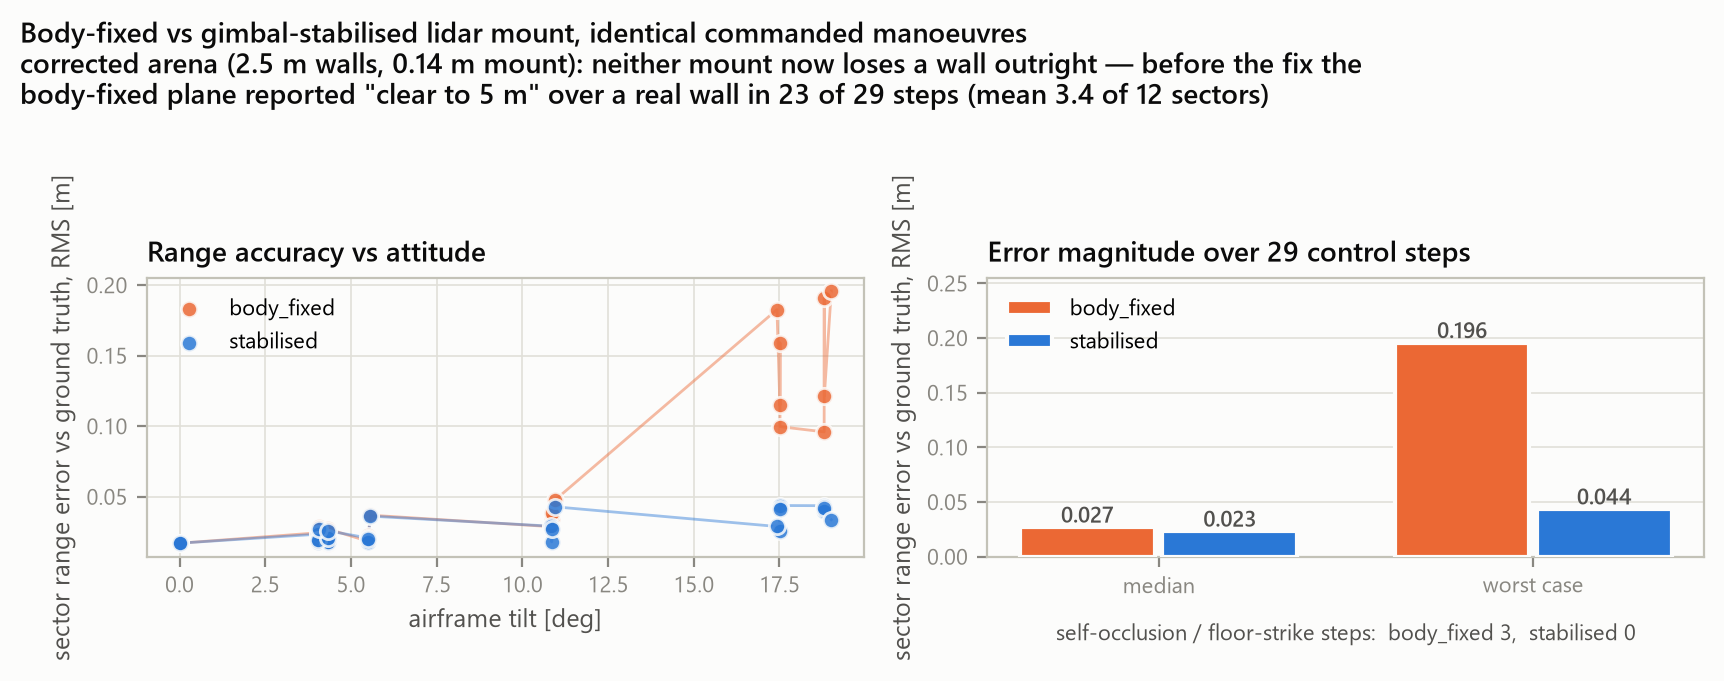 Body-fixed vs gimbal-stabilised lidar mount, identical commanded manoeuvres
corrected arena (2.5 m walls, 0.14 m mount): neither mount now loses a wall outright — before the fix the
body-fixed plane reported "clear to 5 m" over a real wall in 23 of 29 steps (mean 3.4 of 12 sectors)
Range accuracy vs attitude
sector range error vs ground truth, RMS [m]
0.20
0.15
0.10
0.05
body_fixed
stabilised
0.0
2.5
5.0
7.5
10.0
12.5
15.0
17.5
airframe tilt [deg]
Error magnitude over 29 control steps
sector range error vs ground truth, RMS [m]
0.25
0.20
0.15
0.10
0.05
0.00
body_fixed
stabilised
0.027
0.023
0.196
0.044
median
worst case
self-occlusion / floor-strike steps:  body_fixed 3,  stabilised 0